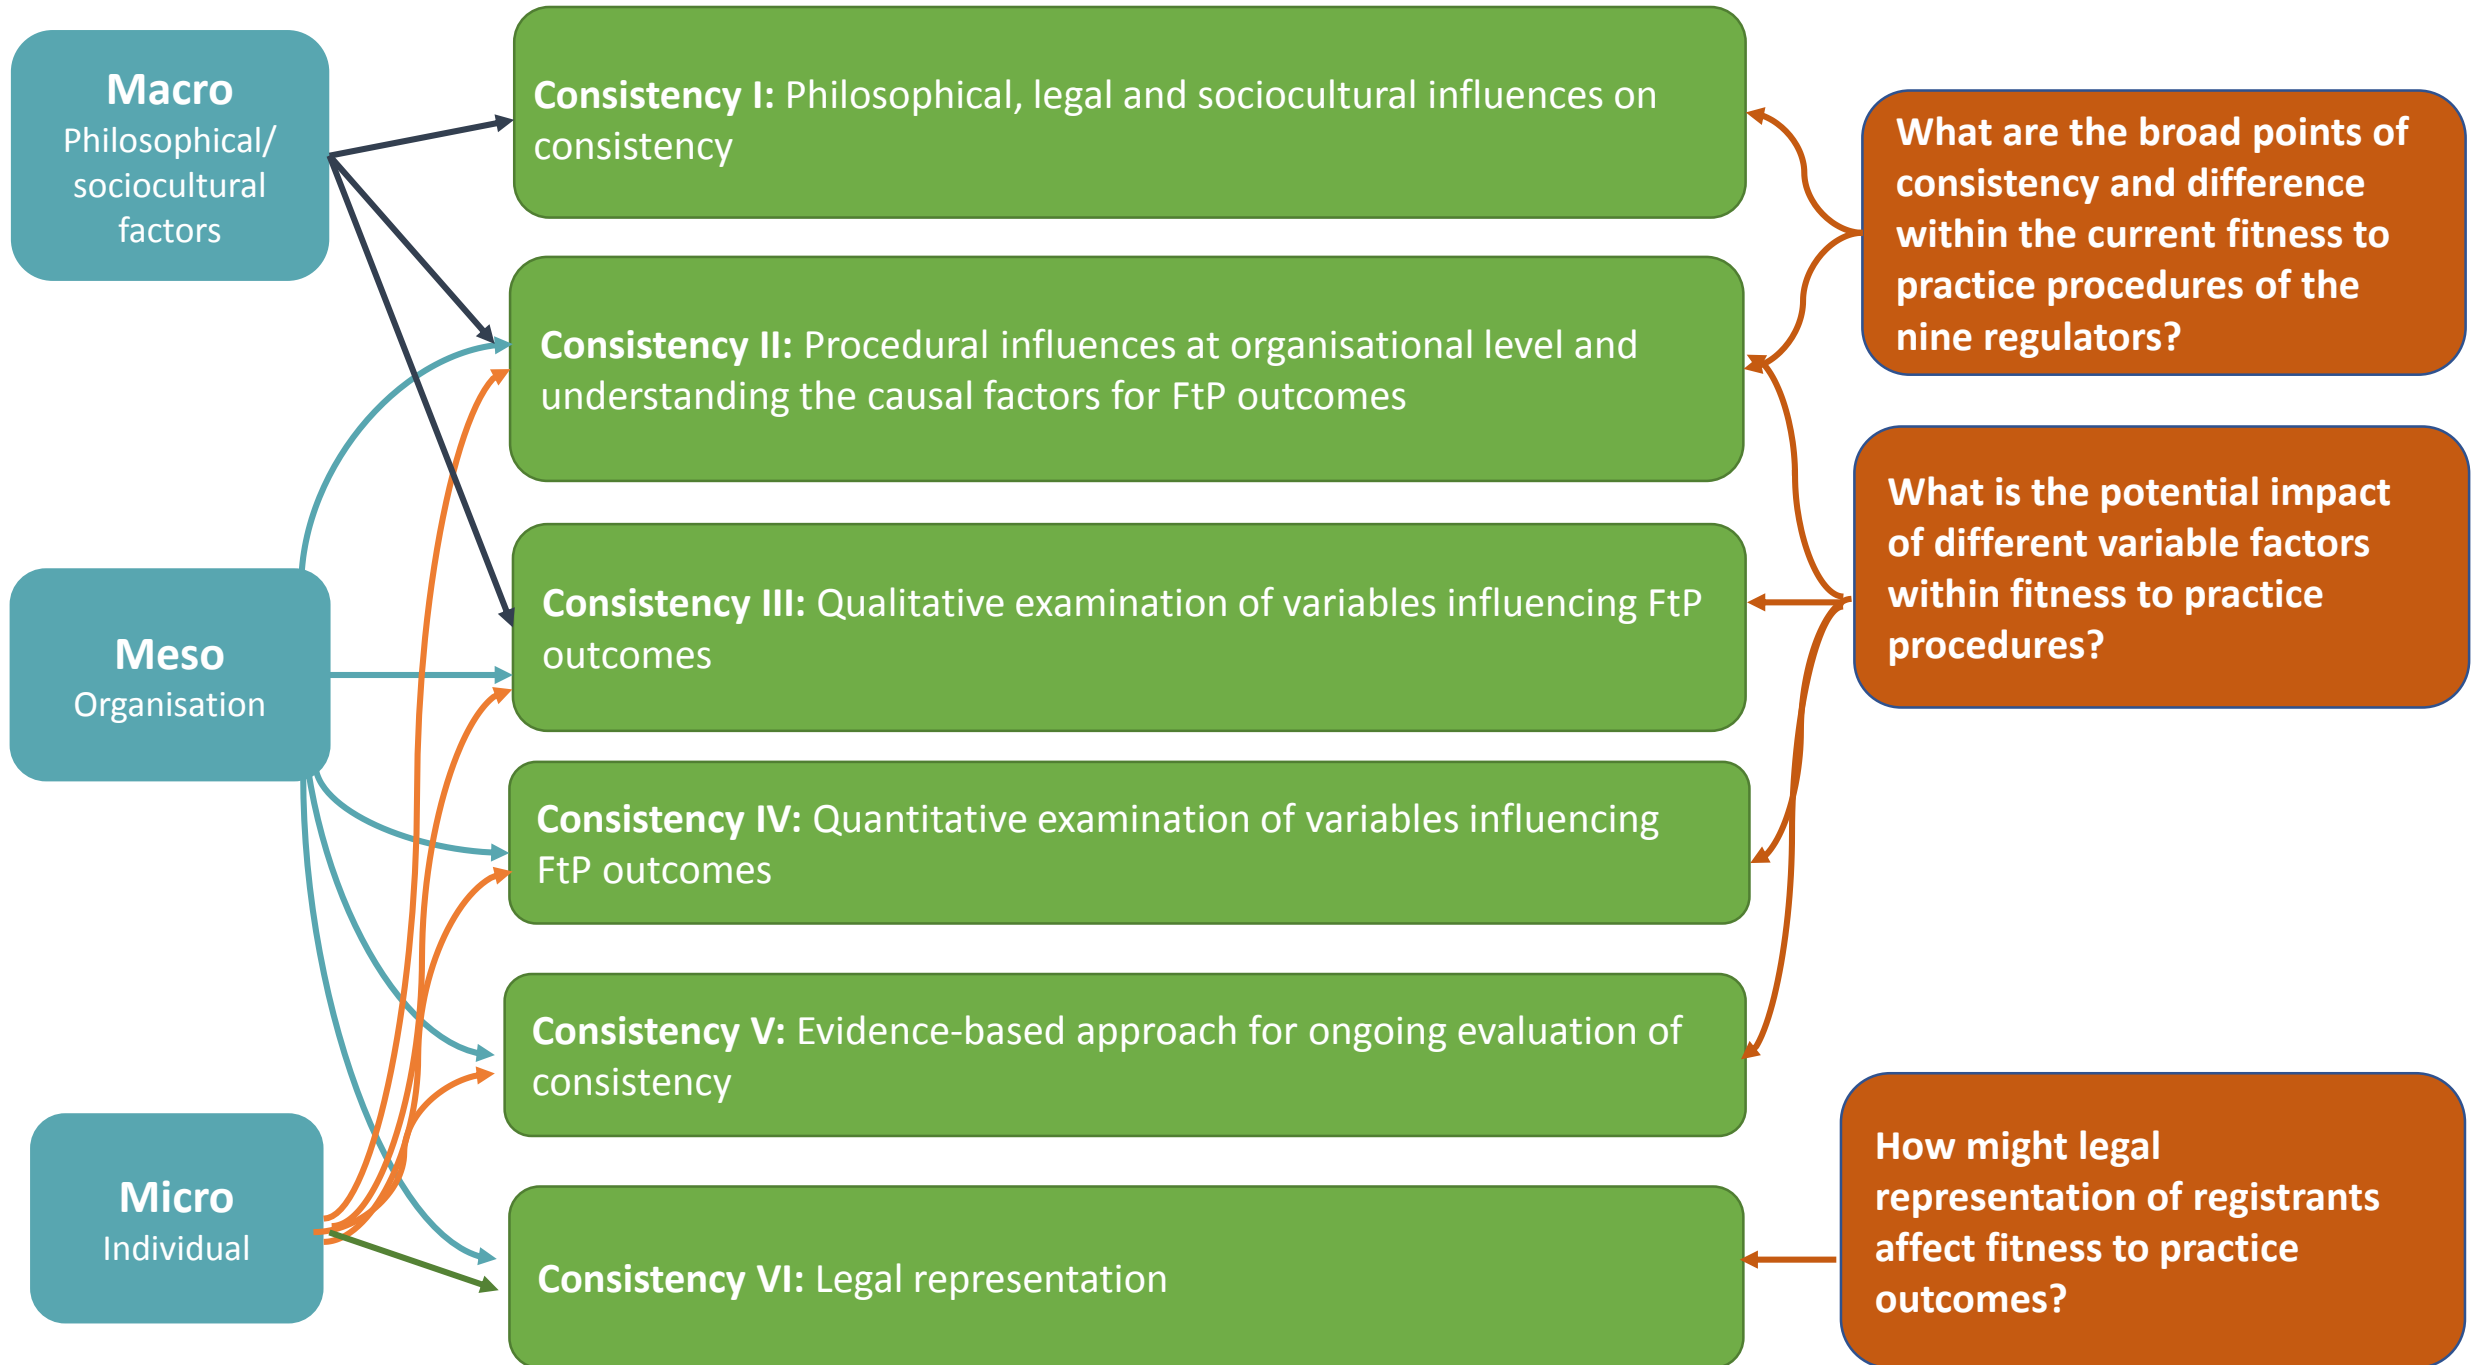 Macro
Philosophical/
sociocultural
factors
Meso
Organisation
Micro
Individual
Consistency I: Philosophical, legal and sociocultural influences on
consistency
Consistency II: Procedural influences at organisational level and
understanding the causal factors for FtP outcomes
Consistency III: Qualitative examination of variables influencing FtP
outcomes
Consistency IV: Quantitative examination of variables influencing
FtP outcomes
Consistency V: Evidence-based approach for ongoing evaluation of
consistency
Consistency VI: Legal representation
What are the broad points of
consistency and difference
within the current fitness to
practice procedures of the
nine regulators?
What is the potential impact
of different variable factors
within fitness to practice
procedures?
How might legal
representation of registrants
affect fitness to practice
outcomes?